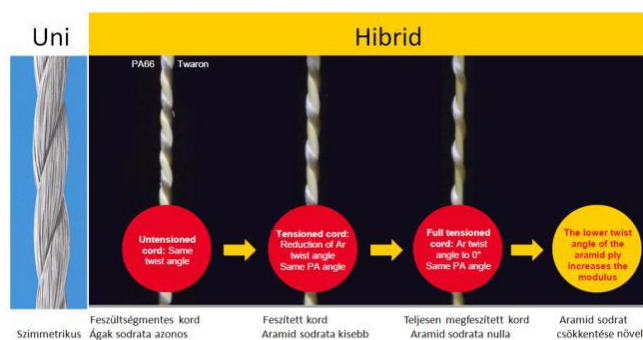 Uni
Hibrid
PA66 Twaron
Untensioned
cord: Same
twist angle
Tensioned cord:
Reduction of Ar
twist angle
Same PA angle
Full tensioned
cord: Ar twist
angle to 0°
Same PA angle
The lower twist
angle of the
aramid ply
increases the
modulus
Szimmetrikus
Feszültségmentes kord
Ágak sodrata azonos
Feszített kord
Aramid sodrata kisebb
Teljesen megfeszített kord
Aramid sodrata nulla
Aramid sodrat
csökkentése növel